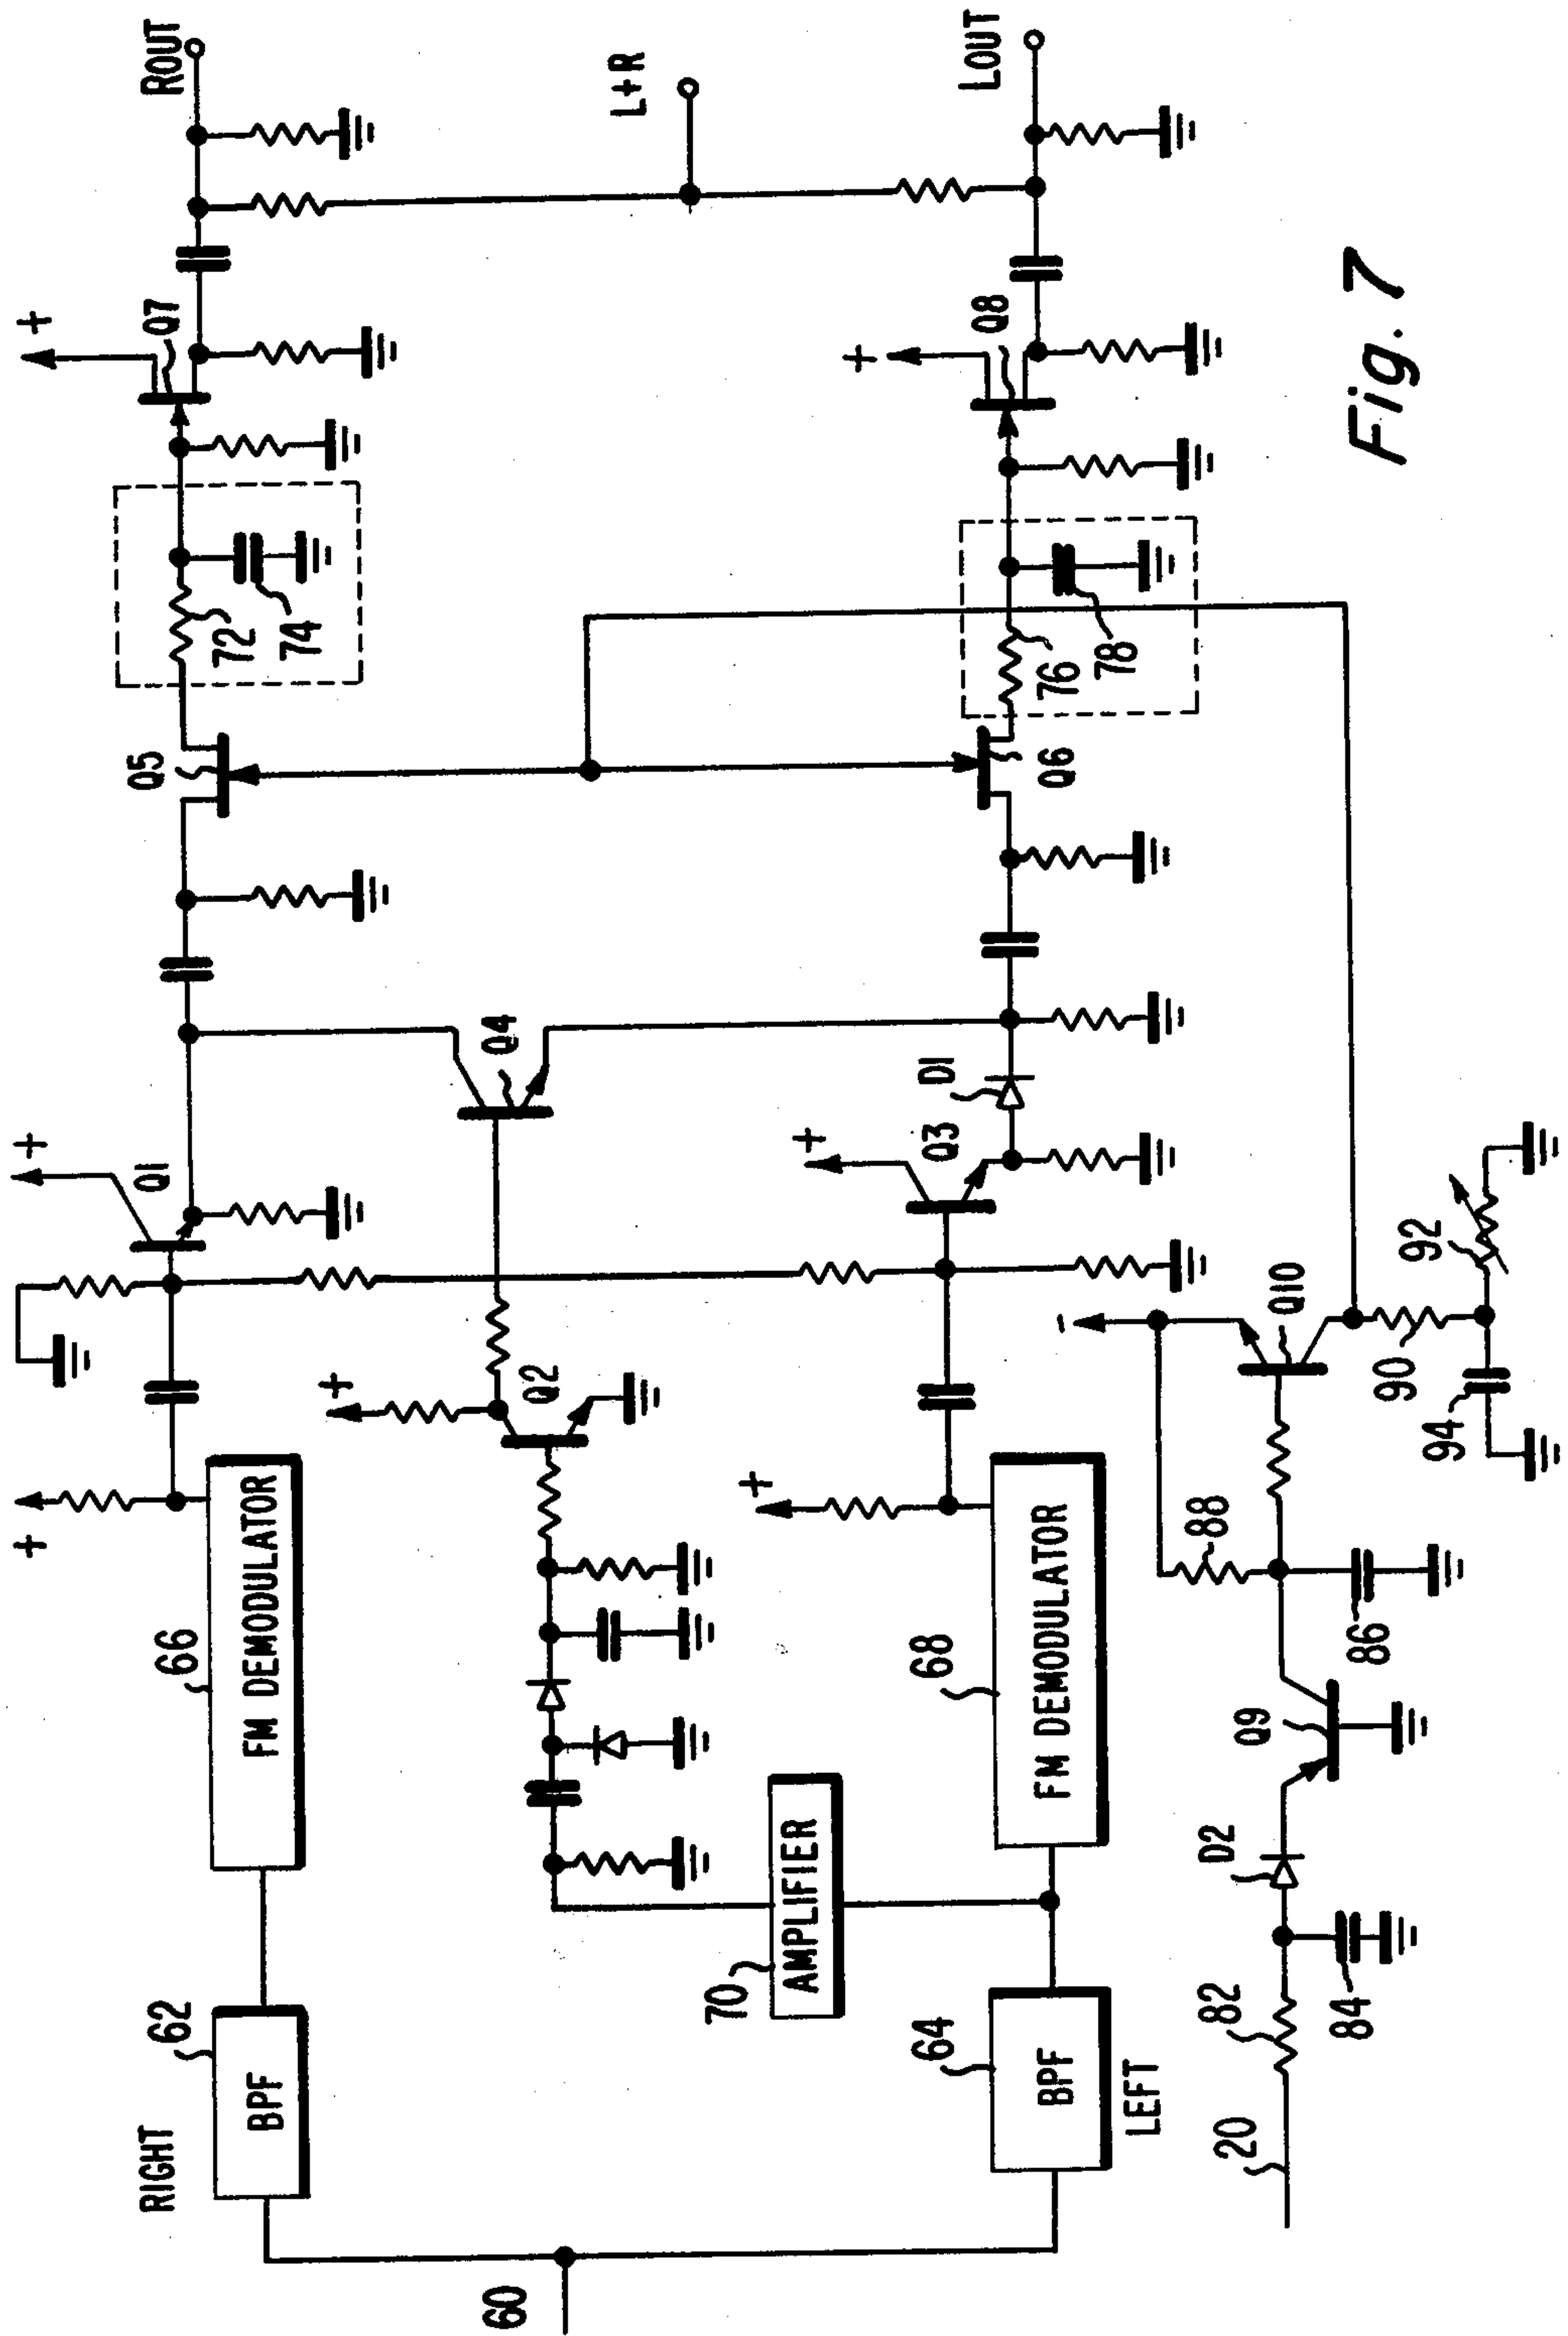 RIGHT
62
BPF
66
FM DEMODULATOR
+
+
Q1
Q5
72
74
+
Q7
ROUT
60
+
Q2
Q4
L+R
70
AMPLIFIER
64
BPF
LEFT
68
FM DEMODULATOR
+
+
Q3
D1
Q6
76
78
+
Q8
LOUT
20
82
84
D2
Q9
86
88
-
Q10
90
92
94
Fig. 7